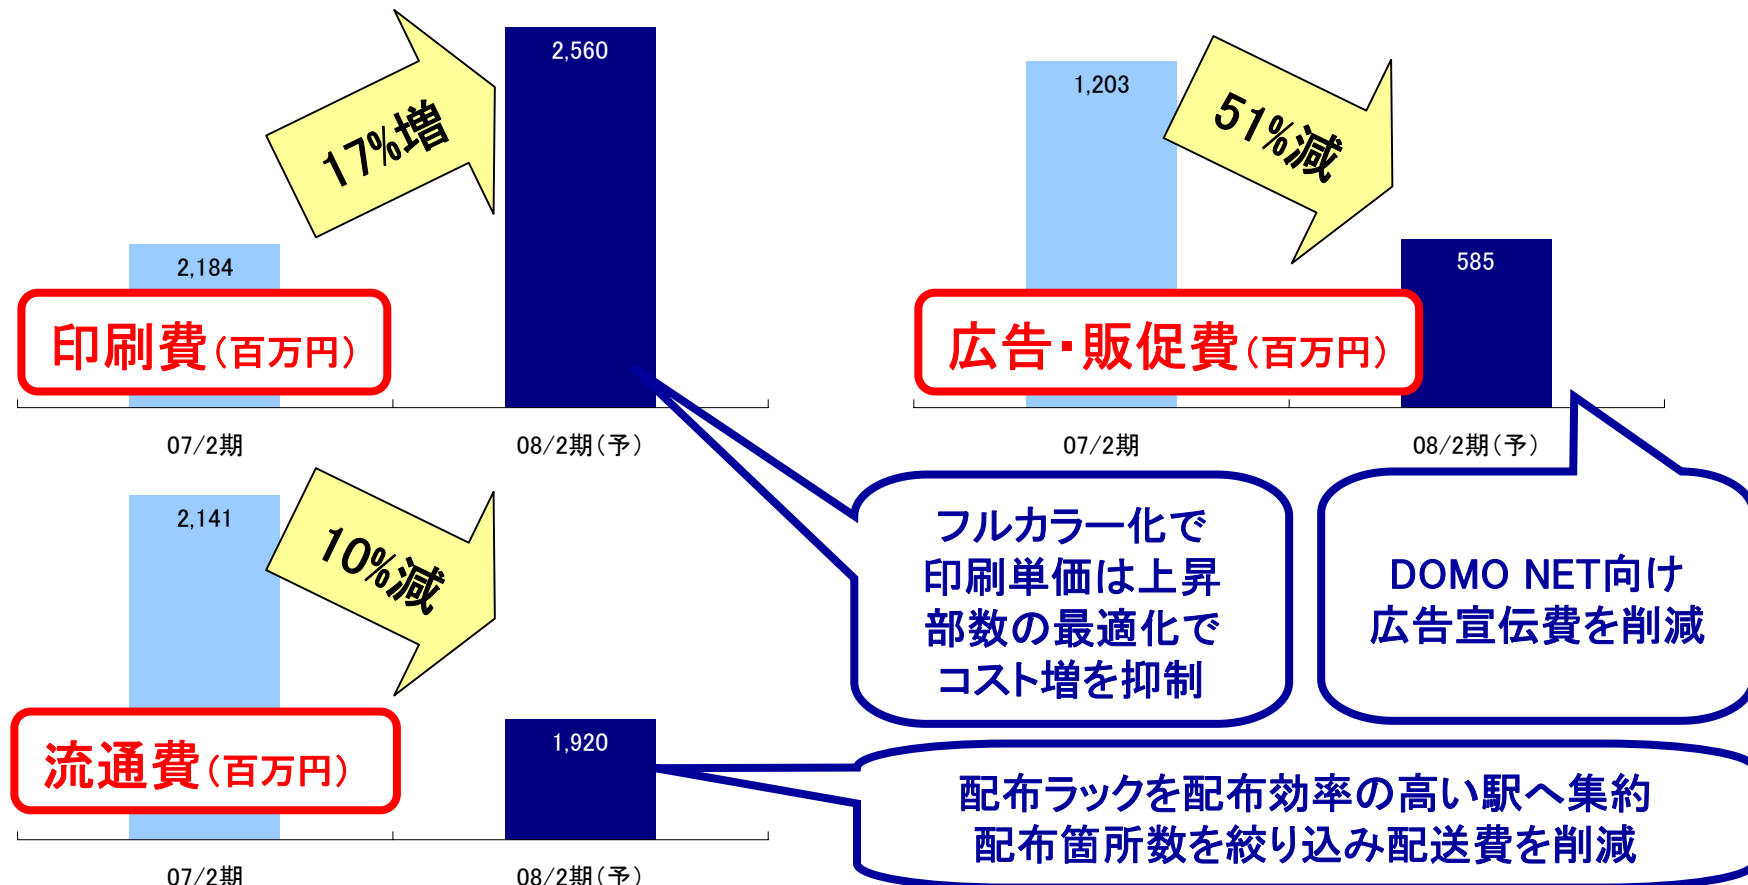 2,560
17%増
2,184
印刷費(百万円)
07/2期
08/2期(予)
1,203
51%減
585
広告・販促費(百万円)
07/2期
08/2期(予)
フルカラー化で
印刷単価は上昇
部数の最適化で
コスト増を抑制
DOMO NET向け
広告宣伝費を削減
2,141
10%減
流通費(百万円)
1,920
07/2期
08/2期(予)
配布ラックを配布効率の高い駅へ集約
配布箇所数を絞り込み配送費を削減